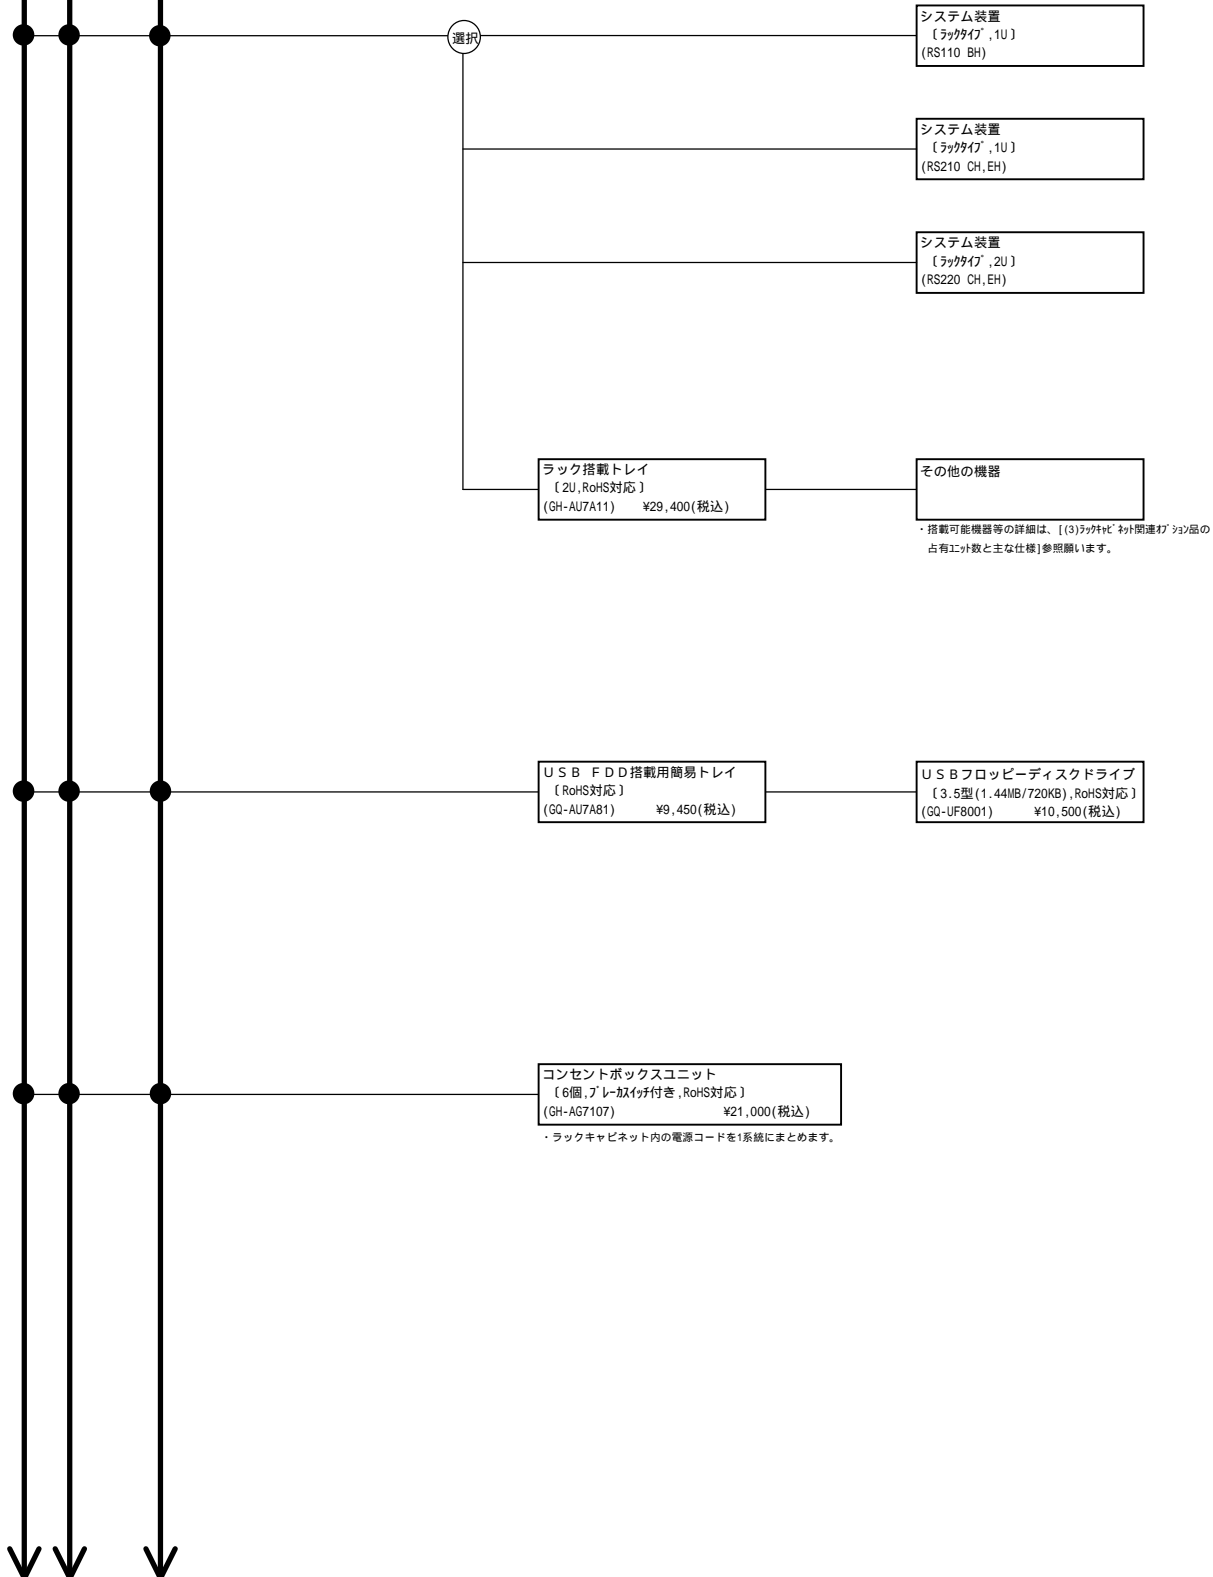 選択
システム装置
〔ﾗｯｸﾀｲﾌﾟ,1U〕
(RS110 BH)
システム装置
〔ﾗｯｸﾀｲﾌﾟ,1U〕
(RS210 CH,EH)
システム装置
〔ﾗｯｸﾀｲﾌﾟ,2U〕
(RS220 CH,EH)
ラック搭載トレイ
〔2U,RoHS対応〕
(GH-AU7A11) ¥29,400(税込)
その他の機器
・搭載可能機器等の詳細は、[(3)ﾗｯｸｷｬﾋﾞﾈｯﾄ関連ｵﾌﾟｼｮﾝ品の
占有ﾕﾆｯﾄ数と主な仕様]参照願います。
ＵＳＢ ＦＤＤ搭載用簡易トレイ
〔RoHS対応〕
(GQ-AU7A81) ¥9,450(税込)
ＵＳＢフロッピーディスクドライブ
〔3.5型(1.44MB/720KB),RoHS対応〕
(GQ-UF8001) ¥10,500(税込)
コンセントボックスユニット
〔6個,ﾌﾞﾚｰｶｽｲｯﾁ付き,RoHS対応〕
(GH-AG7107) ¥21,000(税込)
・ラックキャビネット内の電源コードを1系統にまとめます。